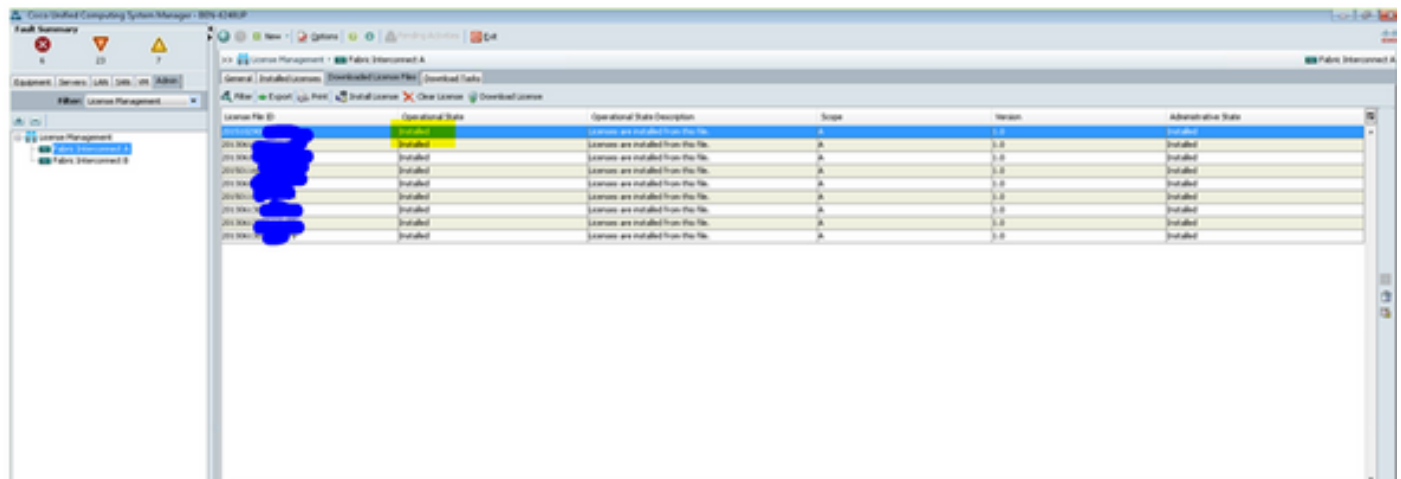 Cisco Unified Computing System Manager -
Fault Summary
6 23 7
New Options Pending Activities Exit
>> License Management Fabric Interconnect A Fabric Interconnect A
Equipment Servers LAN SAN VM Admin
General Installed Licenses Downloaded License Files Download Tasks
Filter: License Management
Filter Export Print Install License Clear License Download License
License File ID Operational State Operational State Description Scope Version Administrative State
License Management
Fabric Interconnect A
Fabric Interconnect B
Installed Licenses are installed from this file. A 1.0 Installed
Installed Licenses are installed from this file. A 1.0 Installed
Installed Licenses are installed from this file. A 1.0 Installed
Installed Licenses are installed from this file. A 1.0 Installed
Installed Licenses are installed from this file. A 1.0 Installed
Installed Licenses are installed from this file. A 1.0 Installed
Installed Licenses are installed from this file. A 1.0 Installed
Installed Licenses are installed from this file. A 1.0 Installed
Installed Licenses are installed from this file. A 1.0 Installed